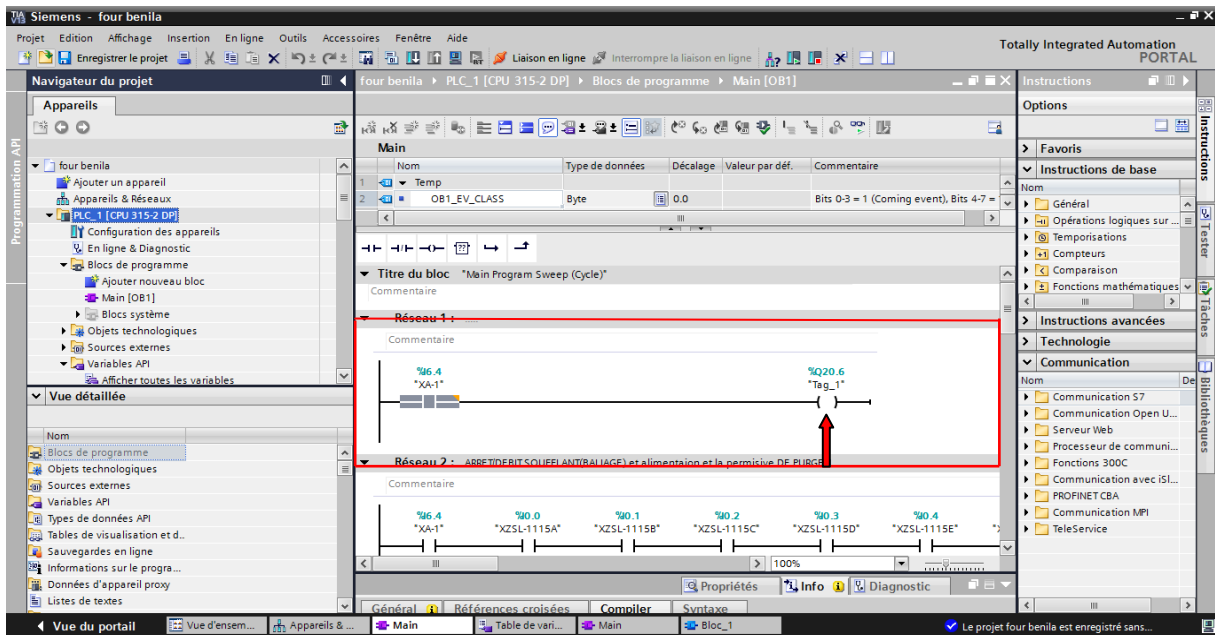 Siemens - four benila
Projet Edition Affichage Insertion En ligne Outils Accessoires Fenêtre Aide
Totally Integrated Automation
PORTAL
Enregistrer le projet
Liaison en ligne
Interrompre la liaison en ligne
Navigateur du projet
four benila PLC_1 [CPU 315-2 DP] Blocs de programme Main [OB1]
Instructions
Appareils
Options
Programmation API
four benila
Ajouter un appareil
Appareils & Réseaux
PLC_1 [CPU 315-2 DP]
Configuration des appareils
En ligne & Diagnostic
Blocs de programme
Ajouter nouveau bloc
Main [OB1]
Blocs système
Objets technologiques
Sources externes
Variables API
Afficher toutes les variables
Vue détaillée
Nom
Blocs de programme
Objets technologiques
Sources externes
Variables API
Types de données API
Tables de visualisation et d..
Sauvegardes en ligne
Informations sur le progra...
Données d'appareil proxy
Listes de textes
Main
Nom Type de données Décalage Valeur par déf. Commentaire
1 Temp
2 OB1_EV_CLASS Byte 0.0 Bits 0-3 = 1 (Coming event), Bits 4-7 =
Titre du bloc "Main Program Sweep (Cycle)"
Commentaire
Réseau 1 : .....
Commentaire
%I6.4 %Q20.6
"XA-1" "Tag_1"
Réseau 2 : ARRET(DEBIT SOUFFLANT(BALIAGE) et alimentaion et la permisive DE PURGE
Commentaire
%I6.4 %I0.0 %I0.1 %I0.2 %I0.3 %I0.4
"XA-1" "XZSL-1115A" "XZSL-1115B" "XZSL-1115C" "XZSL-1115D" "XZSL-1115E"
100%
Propriétés Info Diagnostic
Général Références croisées Compiler Syntaxe
Favoris
Instructions de base
Nom
Général
Opérations logiques sur ...
Temporisations
Compteurs
Comparaison
Fonctions mathématiques
Instructions avancées
Technologie
Communication
Nom De
Communication S7
Communication Open U...
Serveur Web
Processeur de communi...
Fonctions 300C
Communication avec iSl...
PROFINET CBA
Communication MPI
TeleService
Instructions
Tester
Tâches
Bibliothèques
Vue du portail Vue d'ensem... Appareils & ... Main Table de vari... Main Bloc_1 Le projet four benila est enregistré sans...